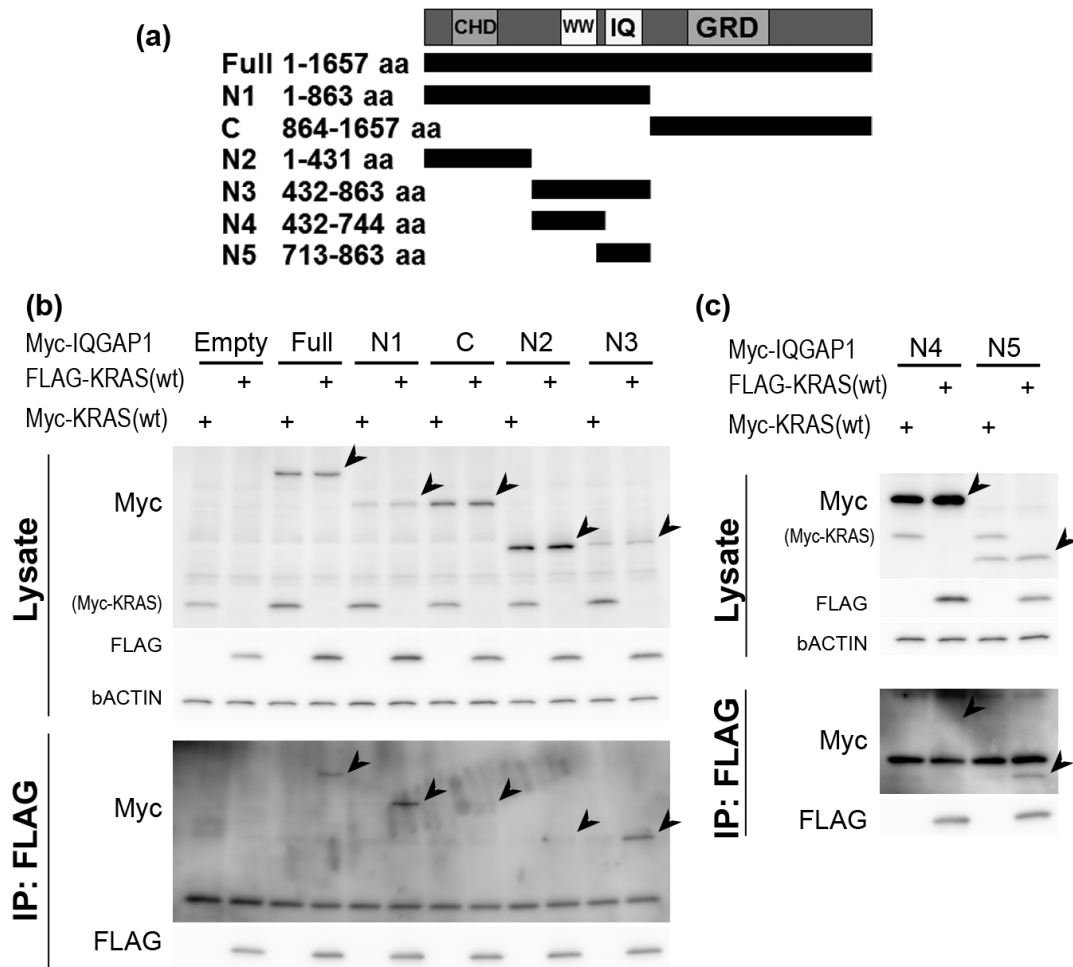 (a)
CHD WW IQ GRD
Full 1-1657 aa
N1 1-863 aa
C 864-1657 aa
N2 1-431 aa
N3 432-863 aa
N4 432-744 aa
N5 713-863 aa
(b)
Myc-IQGAP1 Empty Full N1 C N2 N3
FLAG-KRAS(wt) + + + + + +
Myc-KRAS(wt) + + + + + +
Lysate
Myc
(Myc-KRAS)
FLAG
bACTIN
IP: FLAG
Myc
FLAG
(c)
Myc-IQGAP1 N4 N5
FLAG-KRAS(wt) + +
Myc-KRAS(wt) + +
Lysate
Myc
(Myc-KRAS)
FLAG
bACTIN
IP: FLAG
Myc
FLAG